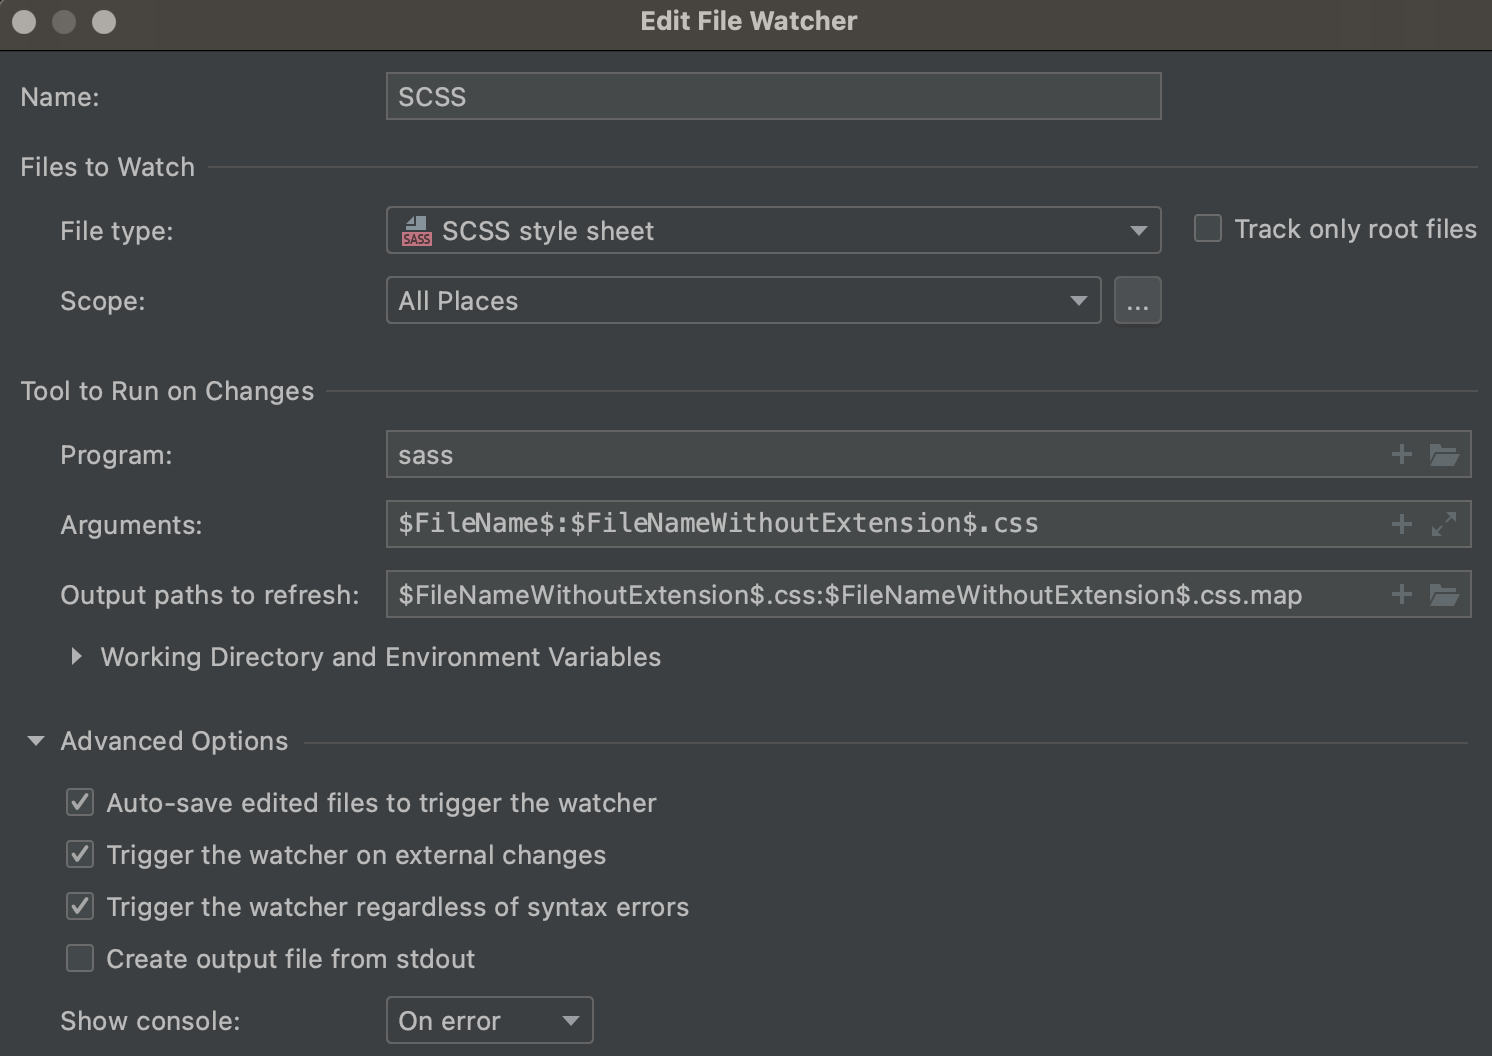 Edit File Watcher
Name: SCSS
Files to Watch
File type: SASS SCSS style sheet Track only root files
Scope: All Places ...
Tool to Run on Changes
Program: sass
Arguments: $FileName$:$FileNameWithoutExtension$.css
Output paths to refresh: $FileNameWithoutExtension$.css:$FileNameWithoutExtension$.css.map
Working Directory and Environment Variables
Advanced Options
Auto-save edited files to trigger the watcher
Trigger the watcher on external changes
Trigger the watcher regardless of syntax errors
Create output file from stdout
Show console: On error